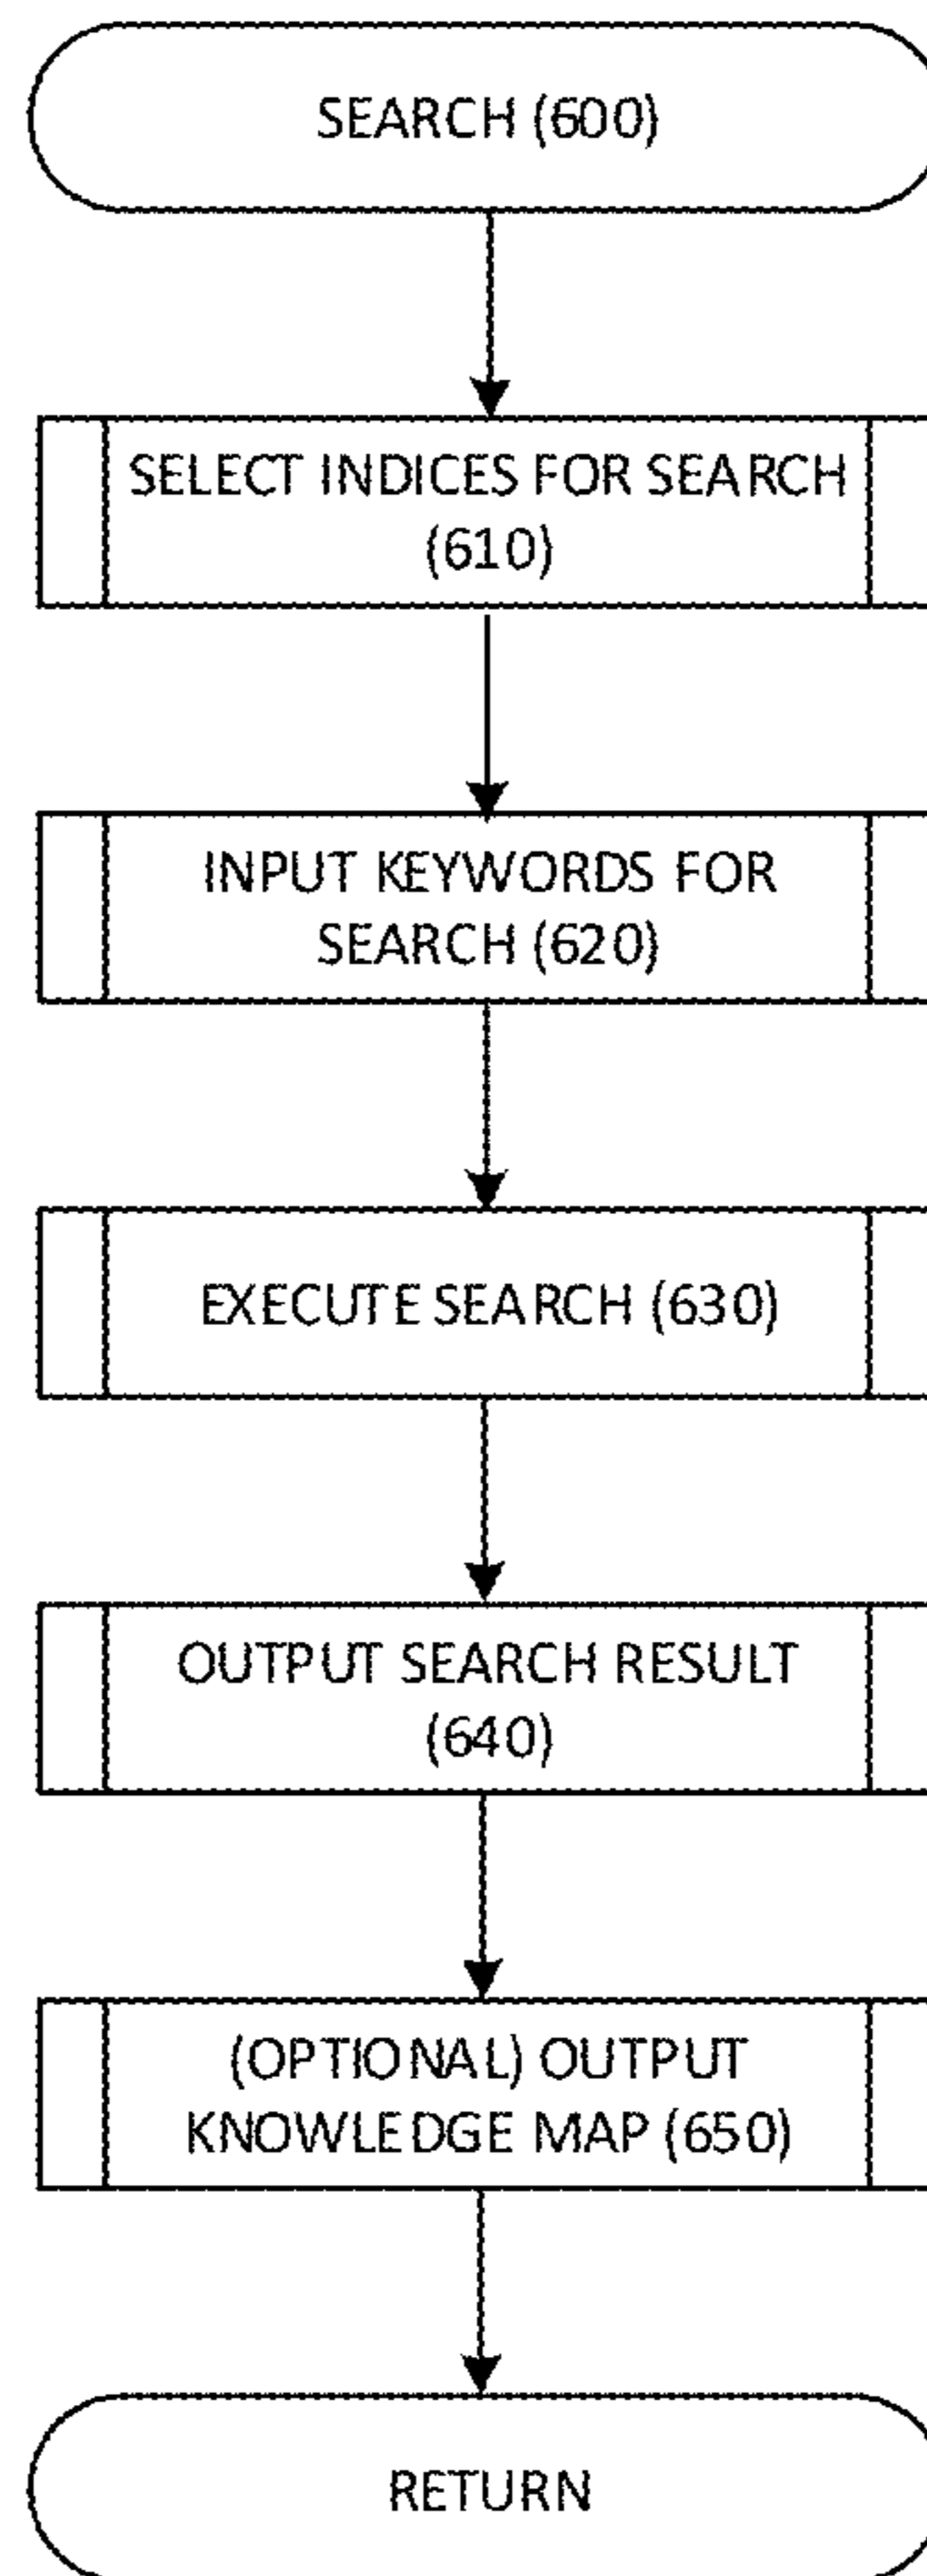 SEARCH (600)
SELECT INDICES FOR SEARCH
(610)
INPUT KEYWORDS FOR
SEARCH (620)
EXECUTE SEARCH (630)
OUTPUT SEARCH RESULT
(640)
(OPTIONAL) OUTPUT
KNOWLEDGE MAP (650)
RETURN